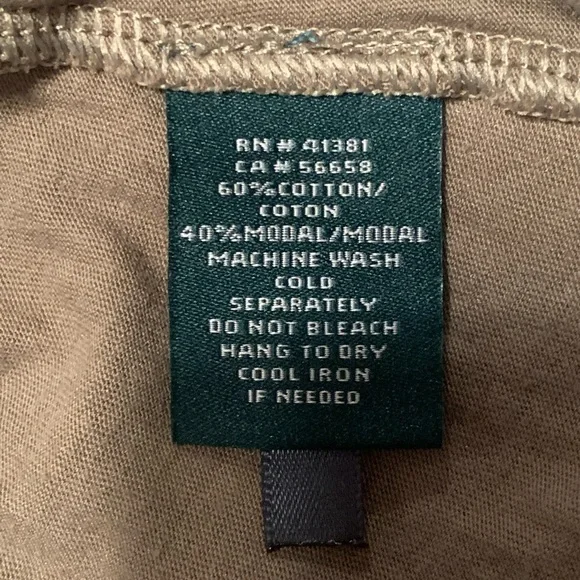 RN # 41381
CA # 56658
60%COTTON/
COTON
40%MODAL/MODAL
MACHINE WASH
COLD
SEPARATELY
DO NOT BLEACH
HANG TO DRY
COOL IRON
IF NEEDED